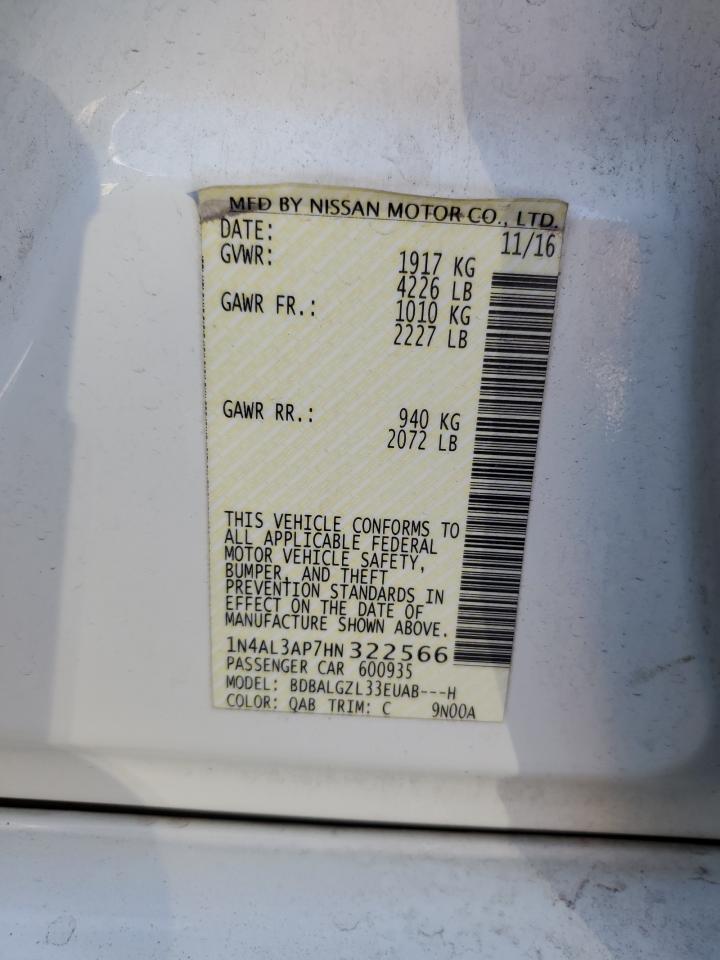 MFD BY NISSAN MOTOR CO., LTD.
DATE: 11/16
GVWR: 1917 KG
4226 LB
GAWR FR.: 1010 KG
2227 LB
GAWR RR.: 940 KG
2072 LB
THIS VEHICLE CONFORMS TO
ALL APPLICABLE FEDERAL
MOTOR VEHICLE SAFETY,
BUMPER, AND THEFT
PREVENTION STANDARDS IN
EFFECT ON THE DATE OF
MANUFACTURE SHOWN ABOVE.
1N4AL3AP7HN 322566
PASSENGER CAR 600935
MODEL: BDBALGZL33EUAB---H
COLOR: QAB TRIM: C 9N00A